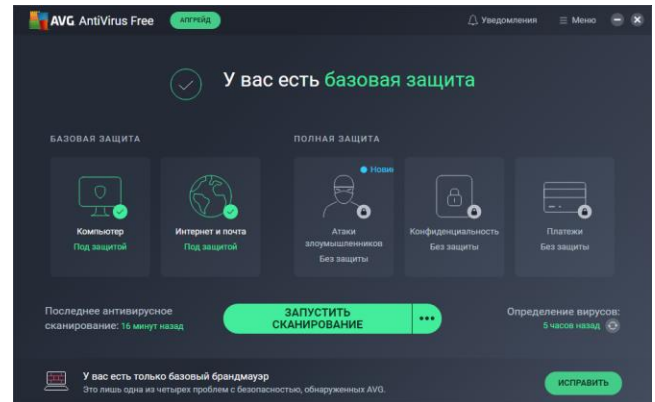 AVG AntiVirus Free
АПГРЕЙД
Уведомления
Меню
У вас есть базовая защита
БАЗОВАЯ ЗАЩИТА
ПОЛНАЯ ЗАЩИТА
Компьютер
Под защитой
Интернет и почта
Под защитой
Новия
Атаки
злоумышленников
Без защиты
Конфиденциальность
Без защиты
Платежи
Без защиты
Последнее антивирусное
сканирование: 16 минут назад
ЗАПУСТИТЬ
СКАНИРОВАНИЕ
Определение вирусов:
5 часов назад
У вас есть только базовый брандмауэр
Это лишь одна из четырех проблем с безопасностью, обнаруженных AVG.
ИСПРАВИТЬ